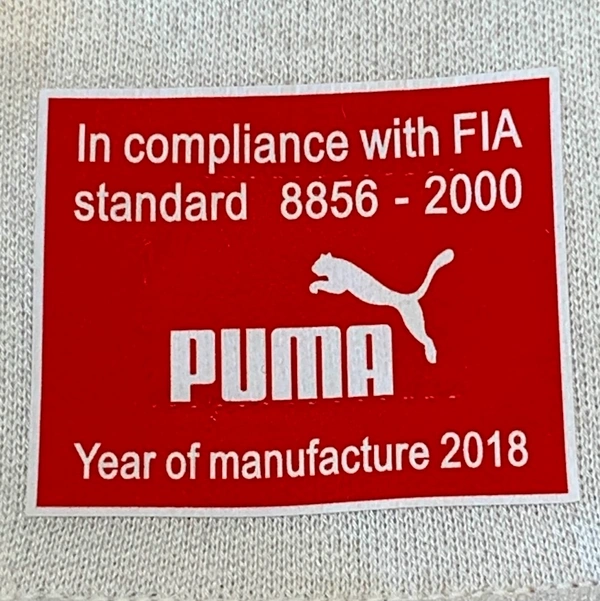 In compliance with FIA
standard 8856 - 2000
PUMA
Year of manufacture 2018